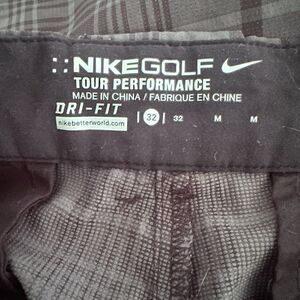 NIKEGOLF
TOUR PERFORMANCE
MADE IN CHINA / FABRIQUE EN CHINE
DRI-FIT
nikebetterworld.com | 32 | 32 M M